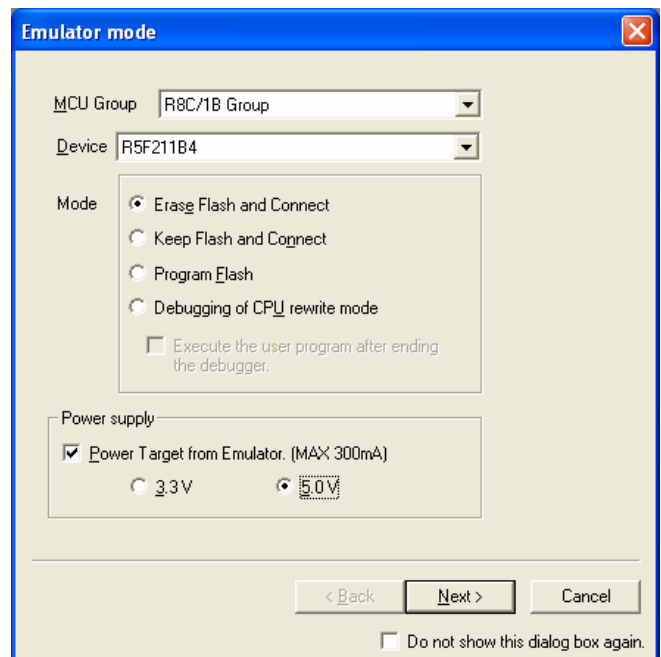 Emulator mode
MCU Group R8C/1B Group
Device R5F211B4
Mode
Erase Flash and Connect
Keep Flash and Connect
Program Flash
Debugging of CPU rewrite mode
Execute the user program after ending
the debugger.
Power supply
Power Target from Emulator. (MAX 300mA)
3.3 V 5.0 V
< Back Next > Cancel
Do not show this dialog box again.